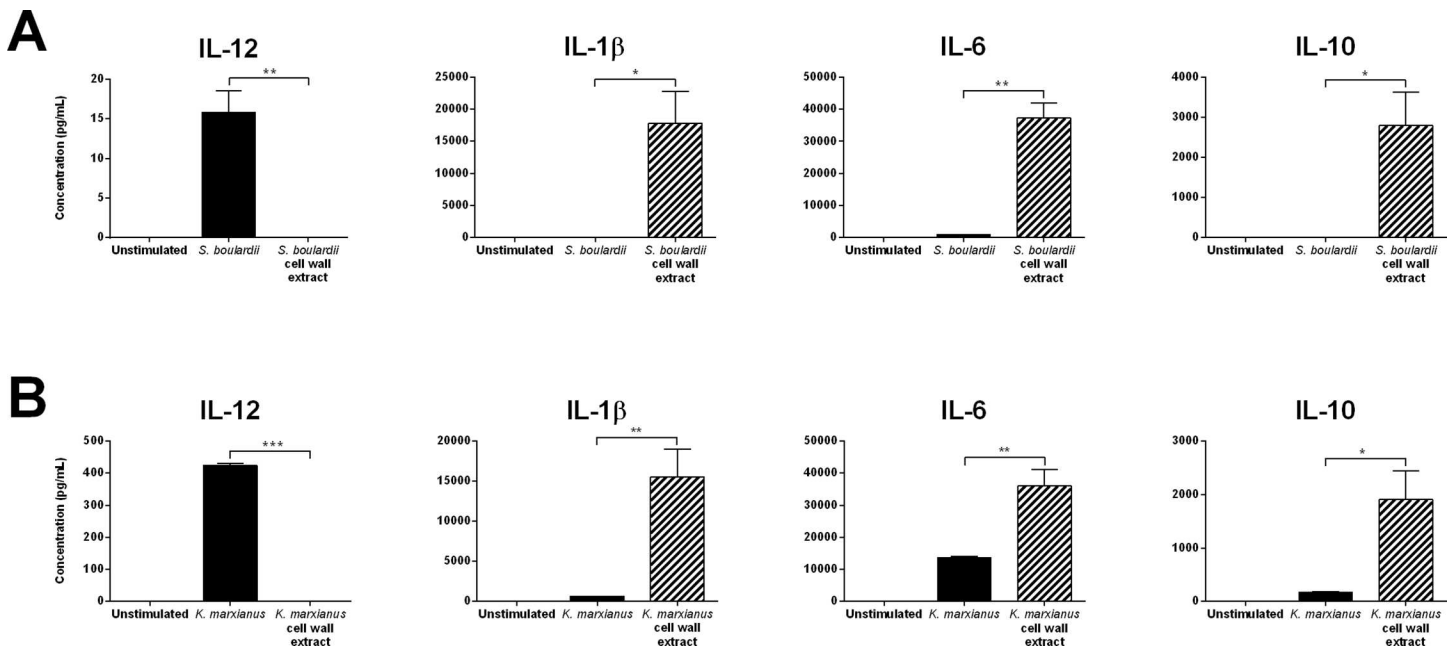 A
IL-12
Concentration (pg/mL)
20
15
10
5
0
**
Unstimulated S. boulardii S. boulardii
cell wall
extract
IL-1β
25000
20000
15000
10000
5000
0
*
Unstimulated S. boulardii S. boulardii
cell wall
extract
IL-6
50000
40000
30000
20000
10000
0
**
Unstimulated S. boulardii S. boulardii
cell wall
extract
IL-10
4000
3000
2000
1000
0
*
Unstimulated S. boulardii S. boulardii
cell wall
extract
B
IL-12
Concentration (pg/mL)
500
400
300
200
100
0
***
Unstimulated K. marxianus K. marxianus
cell wall
extract
IL-1β
20000
15000
10000
5000
0
**
Unstimulated K. marxianus K. marxianus
cell wall
extract
IL-6
50000
40000
30000
20000
10000
0
**
Unstimulated K. marxianus K. marxianus
cell wall
extract
IL-10
3000
2000
1000
0
*
Unstimulated K. marxianus K. marxianus
cell wall
extract